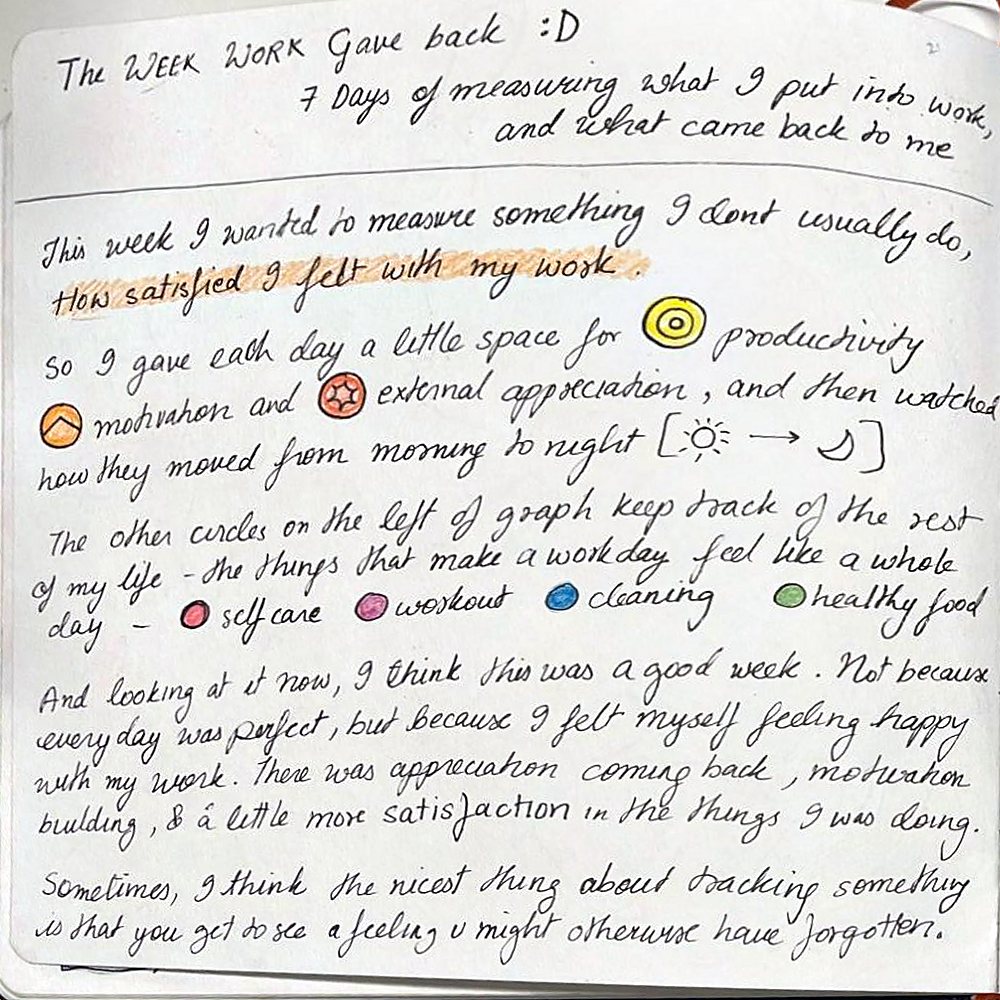 The WEEK WORK Gave back :D
7 Days of measuring what I put into work,
and what came back to me
This week I wanted to measure something I dont usually do,
How satisfied I felt with my work.
So I gave each day a little space for productivity
motivation and external appreciation, and then watched
how they moved from morning to night [ → ]
The other circles on the left of graph keep track of the rest
of my life - the things that make a workday feel like a whole
day - self care workout cleaning healthy food
And looking at it now, I think this was a good week. Not because
every day was perfect, but because I felt myself feeling happy
with my work. There was appreciation coming back, motivation
building, & a little more satisfaction in the things I was doing.
Sometimes, I think the nicest thing about tracking something
is that you get to see a feeling u might otherwise have forgotten.